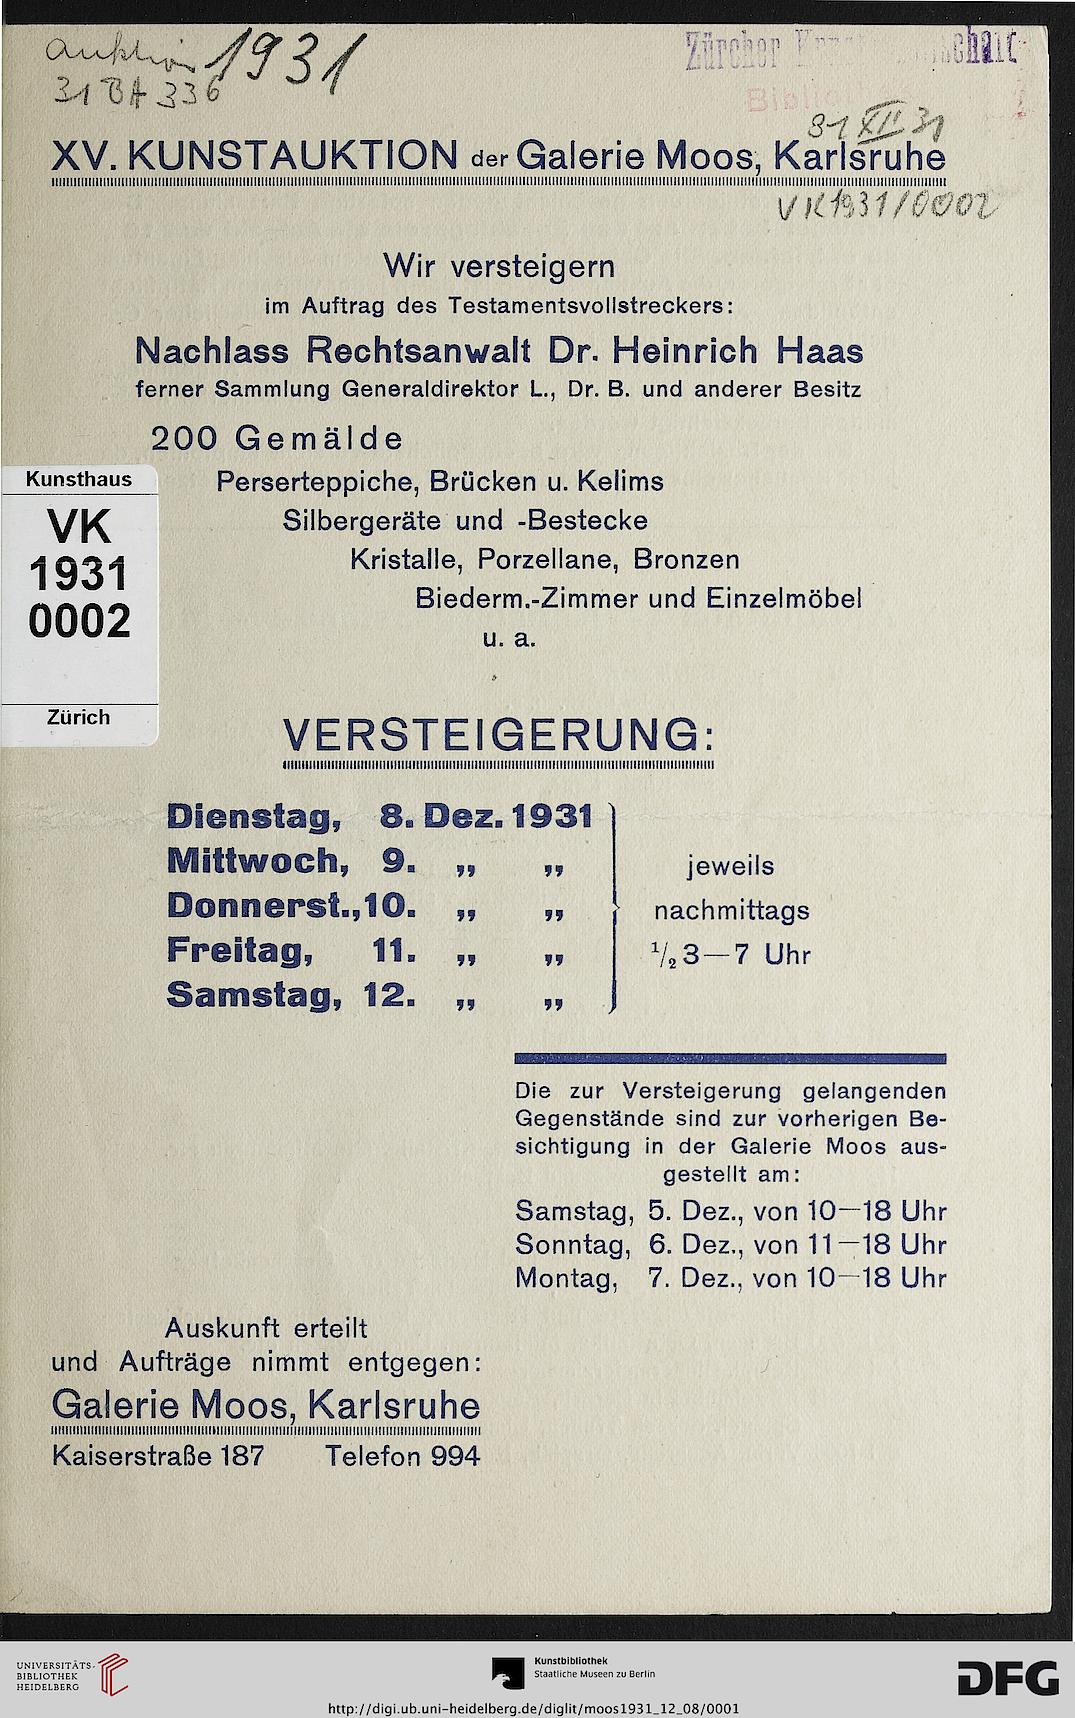 auktion 1931
31 BA 336
Zürcher
Bibliothek
XV. KUNSTAUKTION der Galerie Moos, Karlsruhe
VK1931/0002
Wir versteigern
im Auftrag des Testamentsvollstreckers:
Nachlass Rechtsanwalt Dr. Heinrich Haas
ferner Sammlung Generaldirektor L., Dr. B. und anderer Besitz
200 Gemälde
Perserteppiche, Brücken u. Kelims
Silbergeräte und -Bestecke
Kristalle, Porzellane, Bronzen
Biederm.-Zimmer und Einzelmöbel
u. a.
Kunsthaus
VK
1931
0002
Zürich
VERSTEIGERUNG:
Dienstag, 8. Dez. 1931
Mittwoch, 9. „ „
Donnerst., 10. „ „
Freitag, 11. „ „
Samstag, 12. „ „
jeweils
nachmittags
½3—7 Uhr
Die zur Versteigerung gelangenden
Gegenstände sind zur vorherigen Be-
sichtigung in der Galerie Moos aus-
gestellt am:
Samstag, 5. Dez., von 10—18 Uhr
Sonntag, 6. Dez., von 11—18 Uhr
Montag, 7. Dez., von 10—18 Uhr
Auskunft erteilt
und Aufträge nimmt entgegen:
Galerie Moos, Karlsruhe
Kaiserstraße 187 Telefon 994
UNIVERSITÄTS-
BIBLIOTHEK
HEIDELBERG
Kunstbibliothek
Staatliche Museen zu Berlin
DFG
http://digi.ub.uni-heidelberg.de/diglit/moos1931_12_08/0001